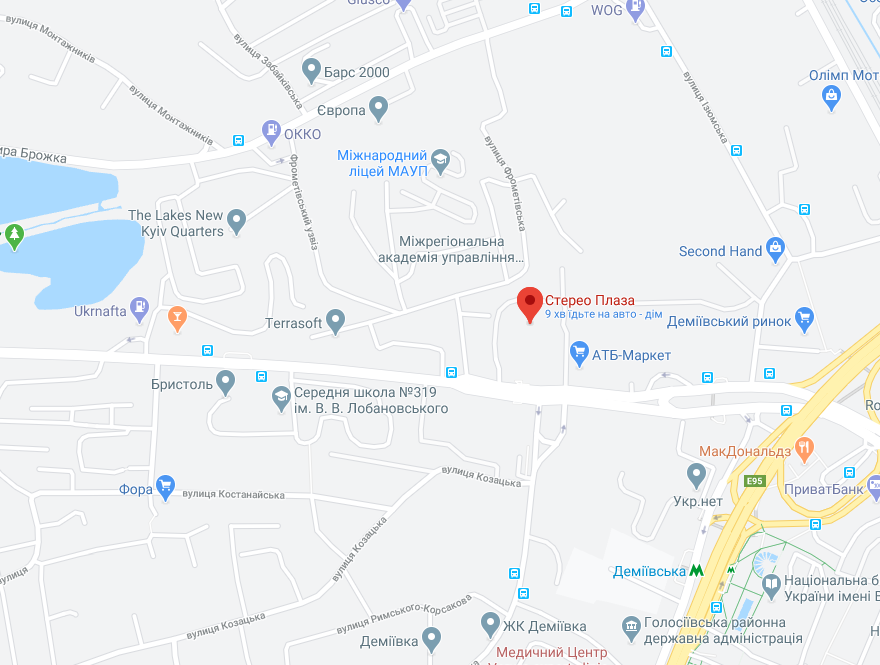 Glusco
WOG
вулиця Монтажників
вулиця Забайківська
Барс 2000
Олімп Мот
вулиця Монтажників
Європа
вулиця Ізюмська
ОККО
ира Брожка
Міжнародний
ліцей МАУП
вулиця Фрометівська
Фрометівський узвіз
The Lakes New
Kyiv Quarters
Міжрегіональна
академія управління...
Second Hand
Стерео Плаза
9 хв їдьте на авто - дім
Ukrnafta
Terrasoft
Деміївський ринок
АТБ-Маркет
Бристоль
Середня школа №319
ім. В. В. Лобановського
Ro
МакДональдз
вулиця Козацька
E95
Фора
вулиця Костанайська
Укр.нет
ПриватБанк
вулиця Козацька
Деміївська
вулиця
Національна б
України імені В
вулиця Римського-Корсакова
вулиця Козацька
ЖК Деміївка
Голосіївська районна
державна адміністрація
Деміївка
Медичний Центр
Н